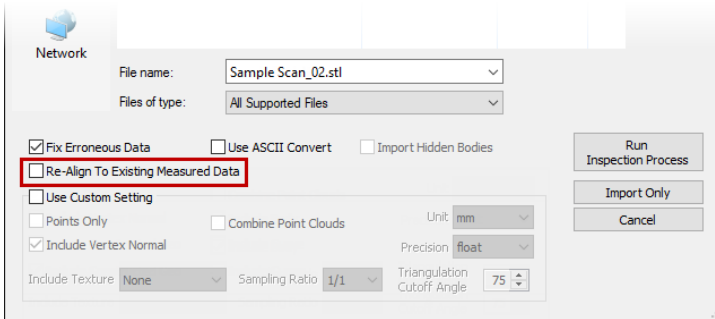 Network
File name: Sample Scan_02.stl
Files of type: All Supported Files
Fix Erroneous Data Use ASCII Convert Import Hidden Bodies
Run
Inspection Process
Re-Align To Existing Measured Data
Use Custom Setting Import Only
Points Only Combine Point Clouds Unit mm Cancel
Include Vertex Normal Precision float
Include Texture None Sampling Ratio 1/1 Triangulation
Cutoff Angle 75